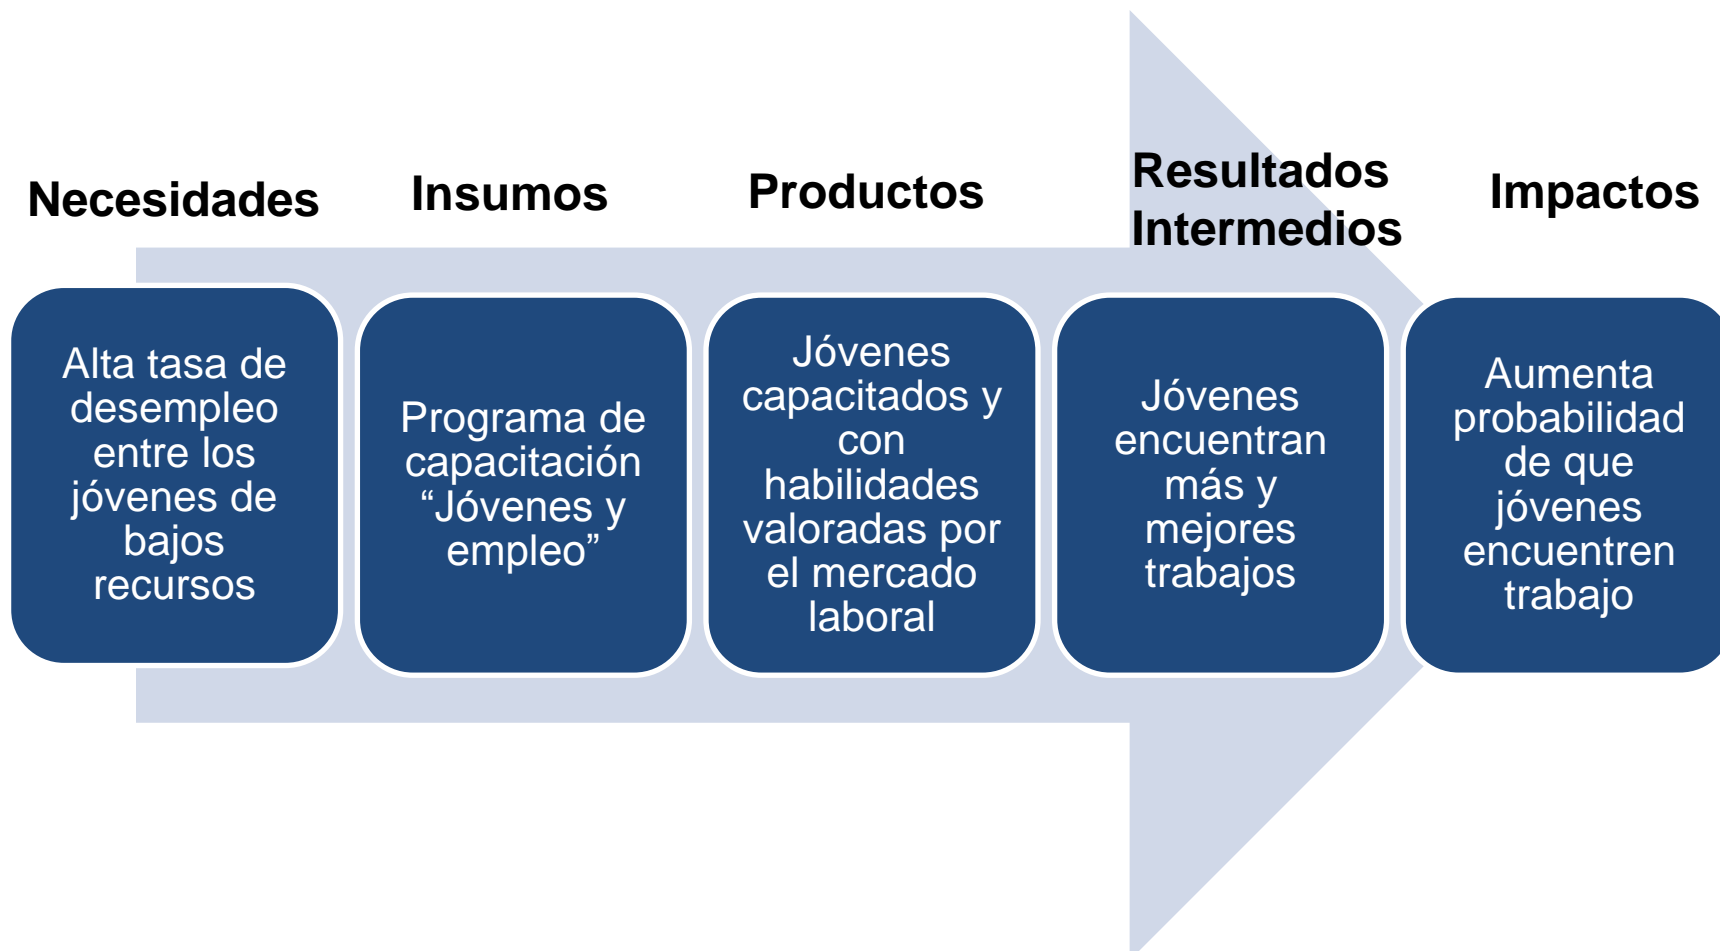 Necesidades
Insumos
Productos
Resultados
Intermedios
Impactos
Alta tasa de
desempleo
entre los
jóvenes de
bajos
recursos
Programa de
capacitación
“Jóvenes y
empleo”
Jóvenes
capacitados y
con
habilidades
valoradas por
el mercado
laboral
Jóvenes
encuentran
más y
mejores
trabajos
Aumenta
probabilidad
de que
jóvenes
encuentren
trabajo